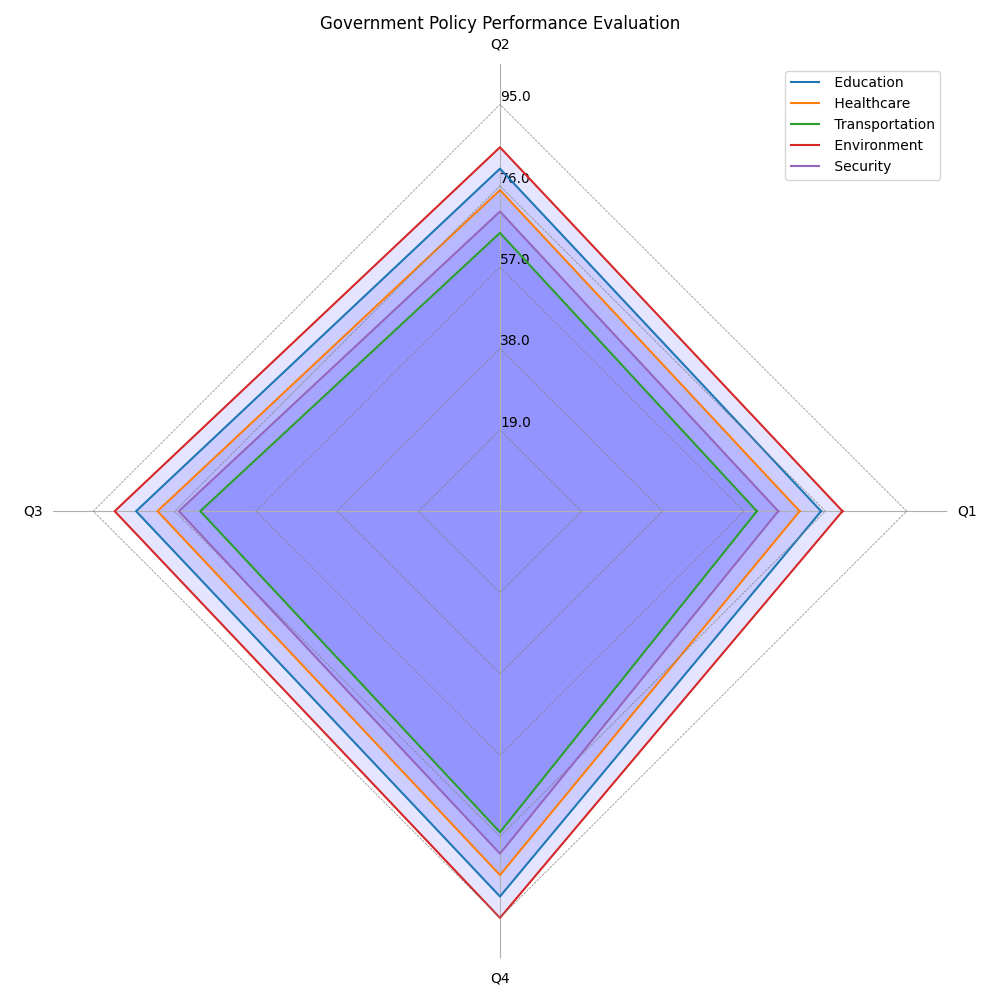 Government Policy Performance Evaluation
Q2
Education
Healthcare
Transportation
Environment
Security
95.0
76.0
57.0
38.0
19.0
Q3
Q1
Q4